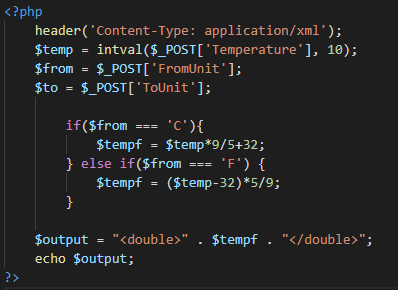 <?php
header('Content-Type: application/xml');
$temp = intval($_POST['Temperature'], 10);
$from = $_POST['FromUnit'];
$to = $_POST['ToUnit'];
if($from === 'C'){
$tempf = $temp*9/5+32;
} else if($from === 'F') {
$tempf = ($temp-32)*5/9;
}
$output = "<double>" . $tempf . "</double>";
echo $output;
?>